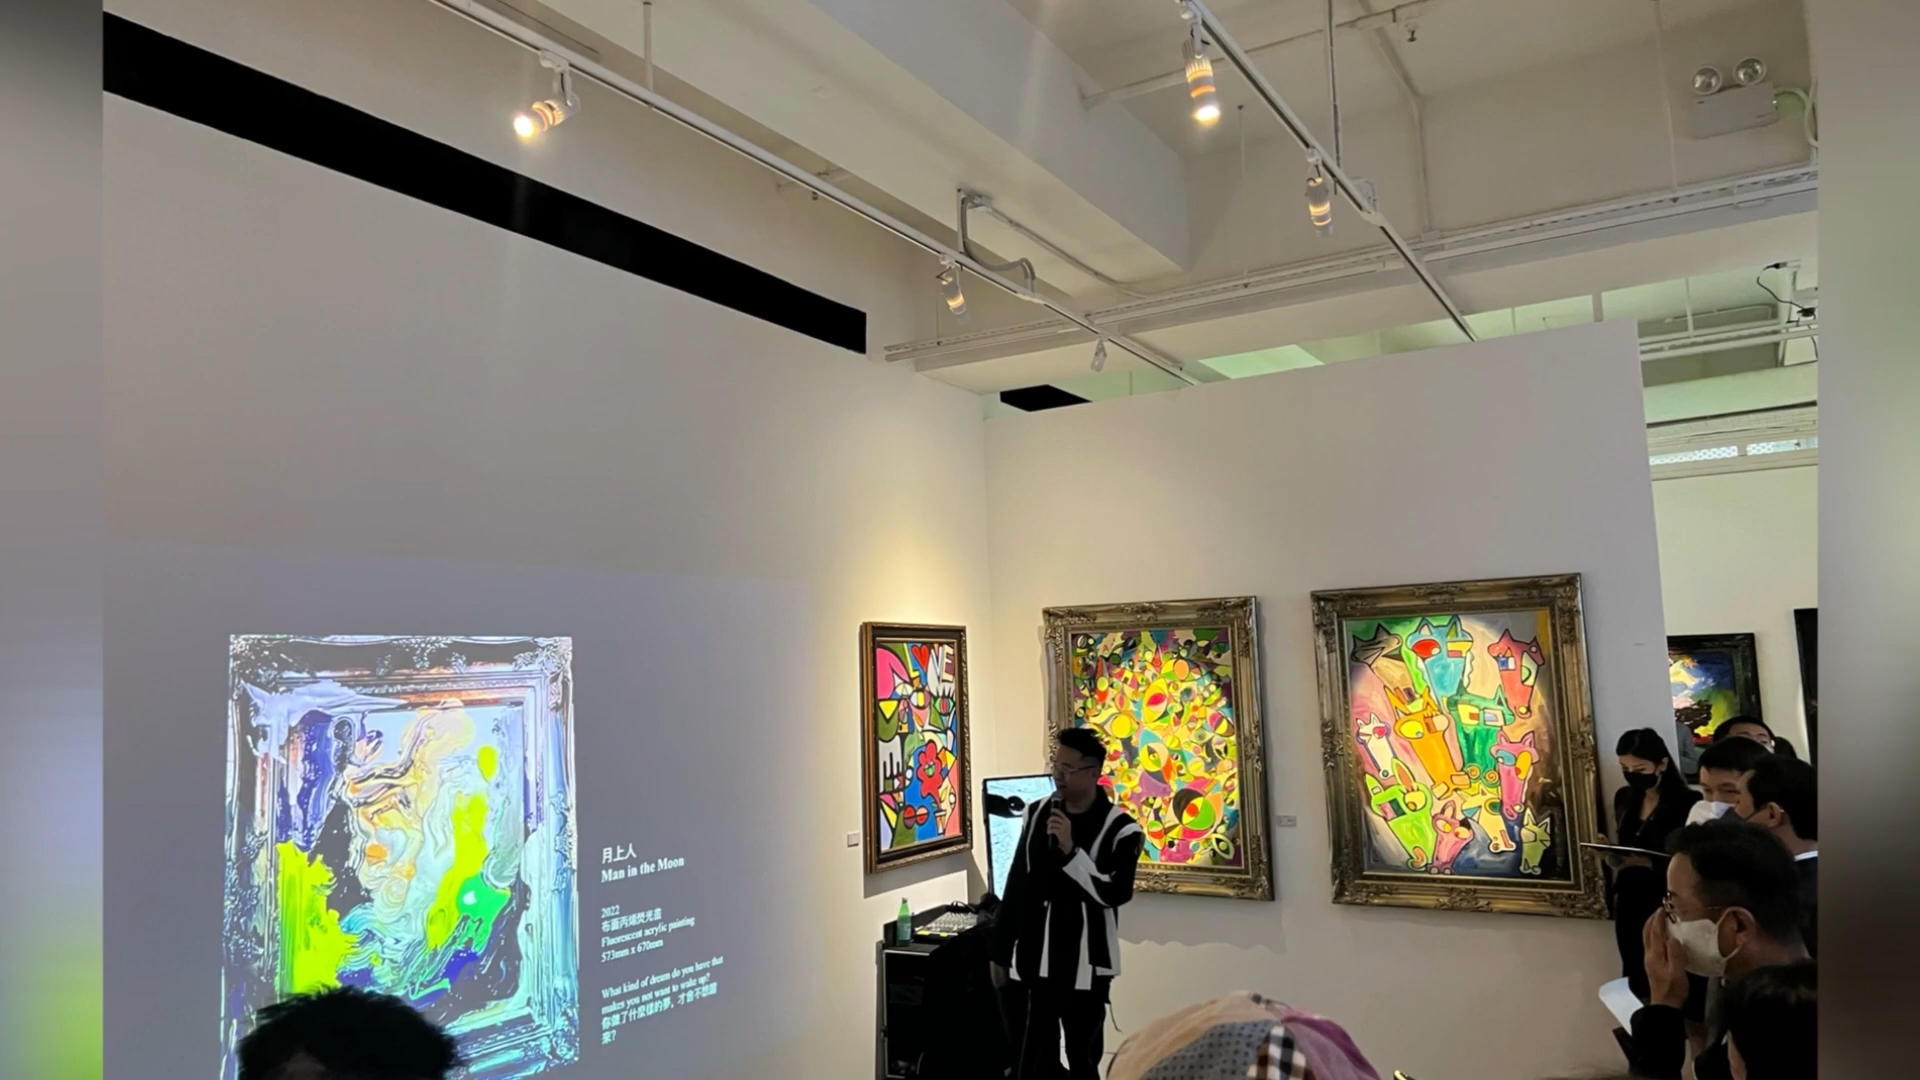 月上人
Man in the Moon
2022
布面丙烯熒光畫
Fluorescent acrylic painting
573mm x 670mm
What kind of dream do you have that
makes you not want to wake up?
你做了什麼樣的夢，才會不想醒
來？
LOVE